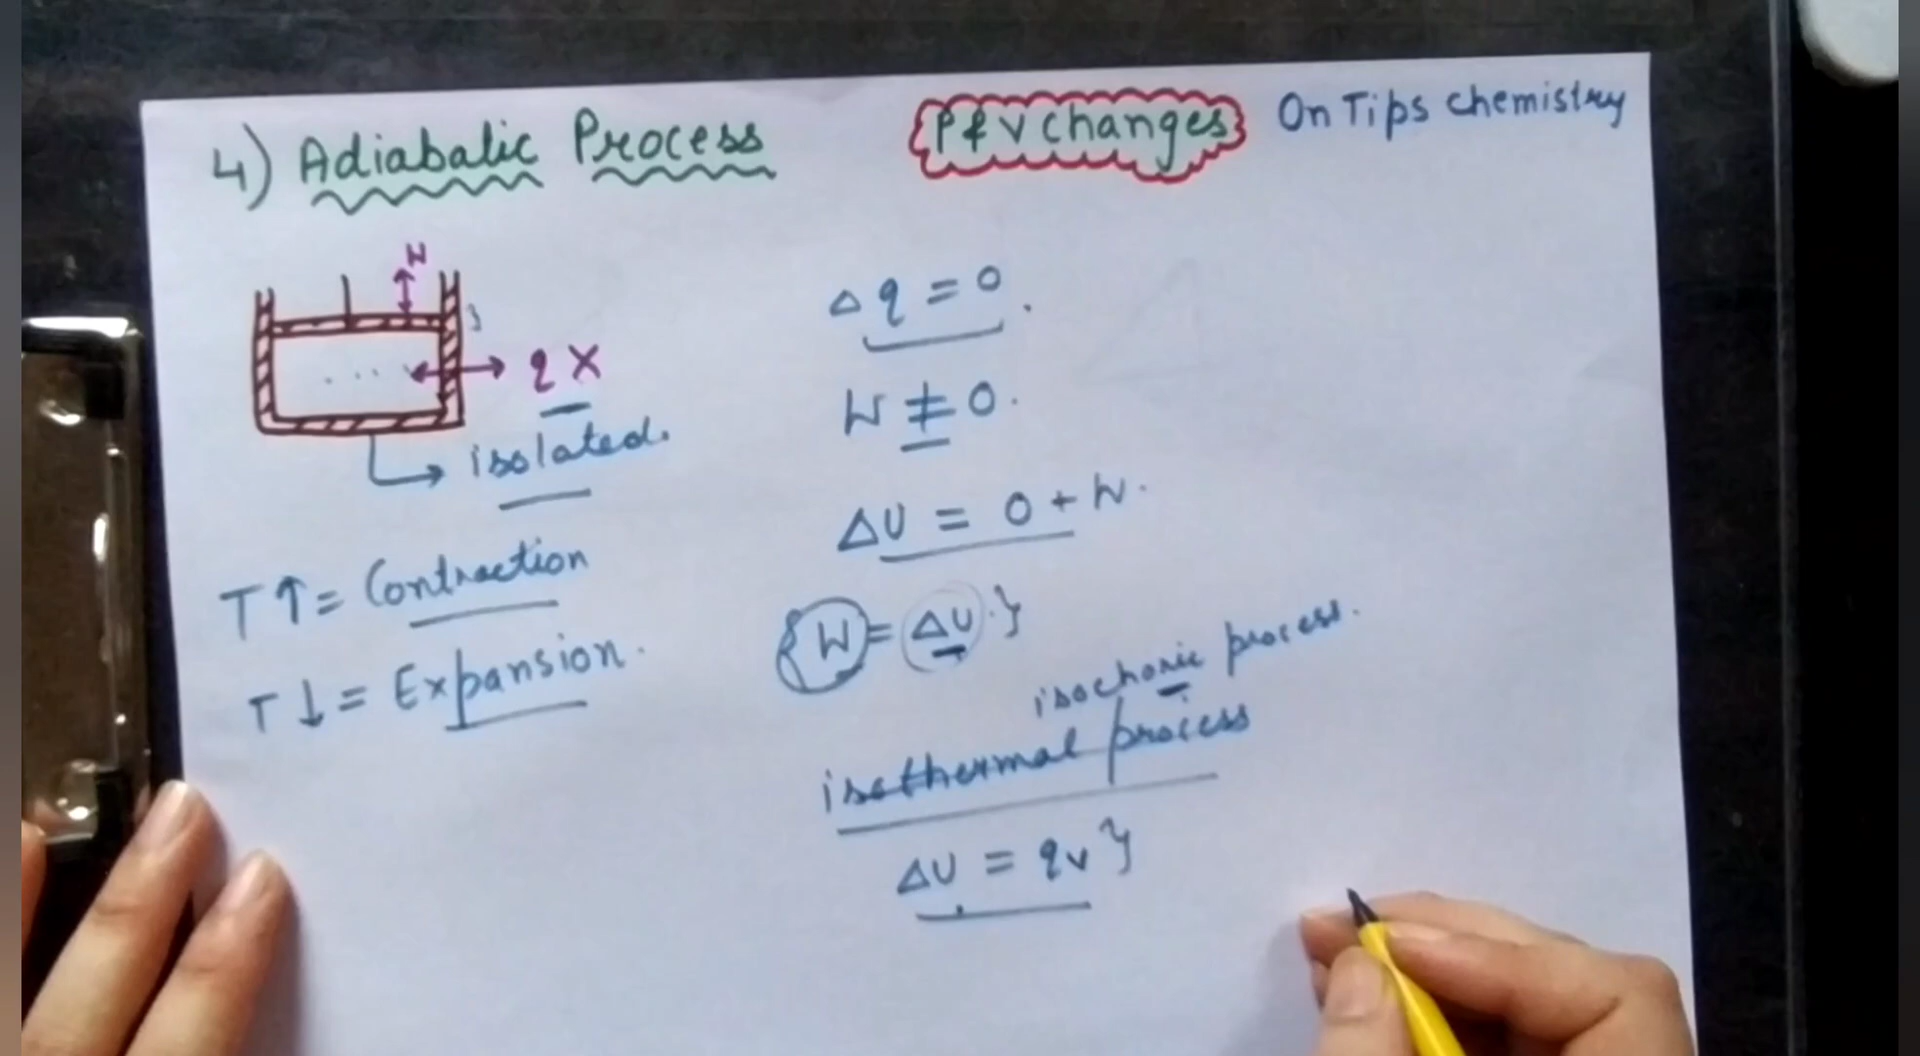 4) Adiabatic Process
P & V changes
On Tips chemistry
W
q X
isolated.
T ↑ = Contraction
T ↓ = Expansion.
Δq = 0.
W ≠ 0.
ΔU = 0 + W.
{W = ΔU.}
isochoric process.
isothermal process
ΔU = qv}